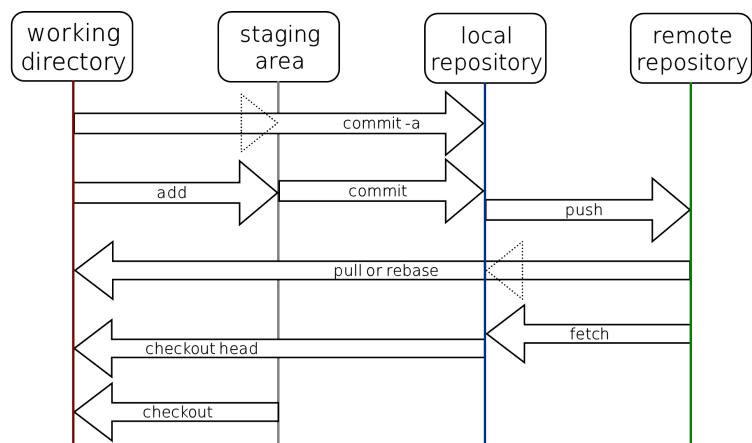 working
directory
staging
area
local
repository
remote
repository
commit -a
add
commit
push
pull or rebase
fetch
checkout head
checkout